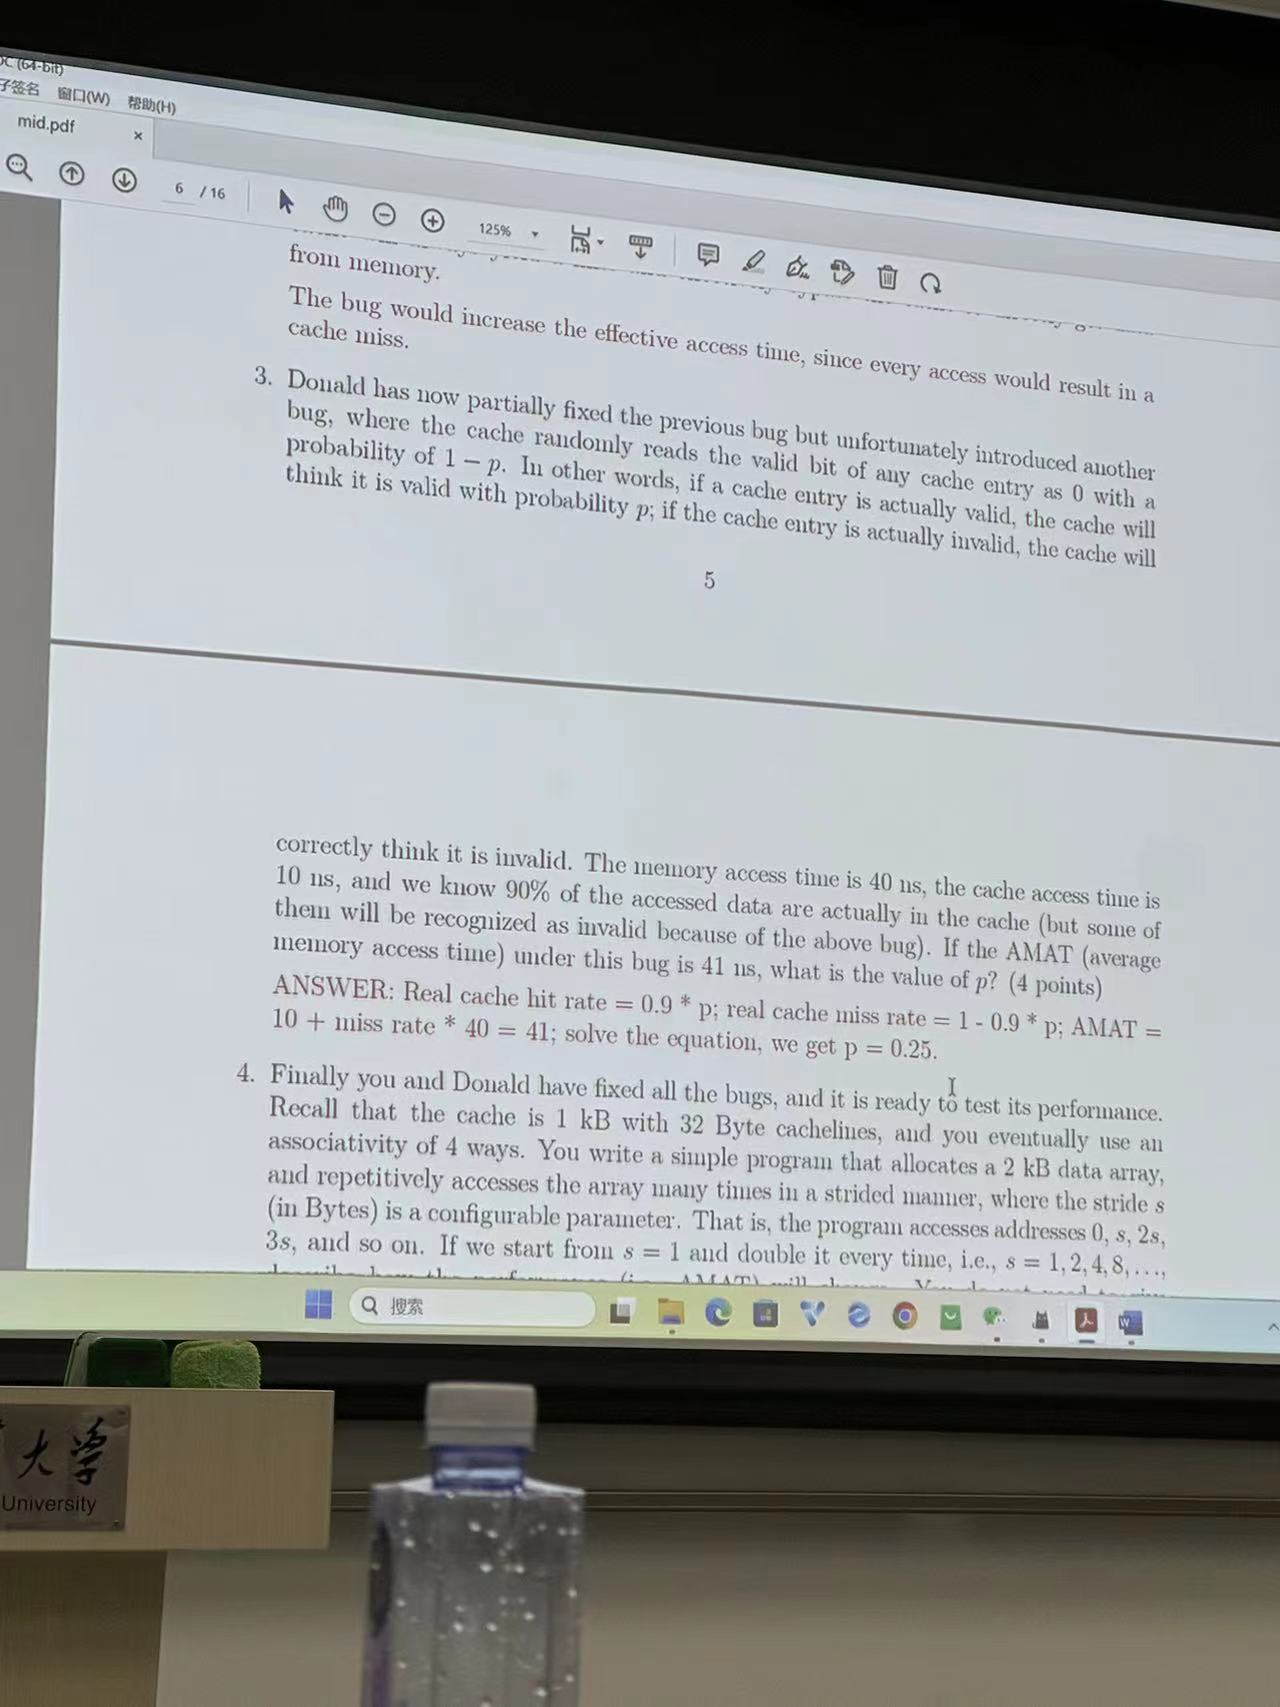 (64-bit)
子签名 窗口(W) 帮助(H)
mid.pdf ×
6 / 16 125%
from memory.
The bug would increase the effective access time, since every access would result in a
cache miss.
3. Donald has now partially fixed the previous bug but unfortunately introduced another
bug, where the cache randomly reads the valid bit of any cache entry as 0 with a
probability of 1 − p. In other words, if a cache entry is actually valid, the cache will
think it is valid with probability p; if the cache entry is actually invalid, the cache will
5
correctly think it is invalid. The memory access time is 40 ns, the cache access time is
10 ns, and we know 90% of the accessed data are actually in the cache (but some of
them will be recognized as invalid because of the above bug). If the AMAT (average
memory access time) under this bug is 41 ns, what is the value of p? (4 points)
ANSWER: Real cache hit rate = 0.9 * p; real cache miss rate = 1 - 0.9 * p; AMAT =
10 + miss rate * 40 = 41; solve the equation, we get p = 0.25.
4. Finally you and Donald have fixed all the bugs, and it is ready to test its performance.
Recall that the cache is 1 kB with 32 Byte cachelines, and you eventually use an
associativity of 4 ways. You write a simple program that allocates a 2 kB data array,
and repetitively accesses the array many times in a strided manner, where the stride s
(in Bytes) is a configurable parameter. That is, the program accesses addresses 0, s, 2s,
3s, and so on. If we start from s = 1 and double it every time, i.e., s = 1, 2, 4, 8, . . . ,
搜索
大学
University